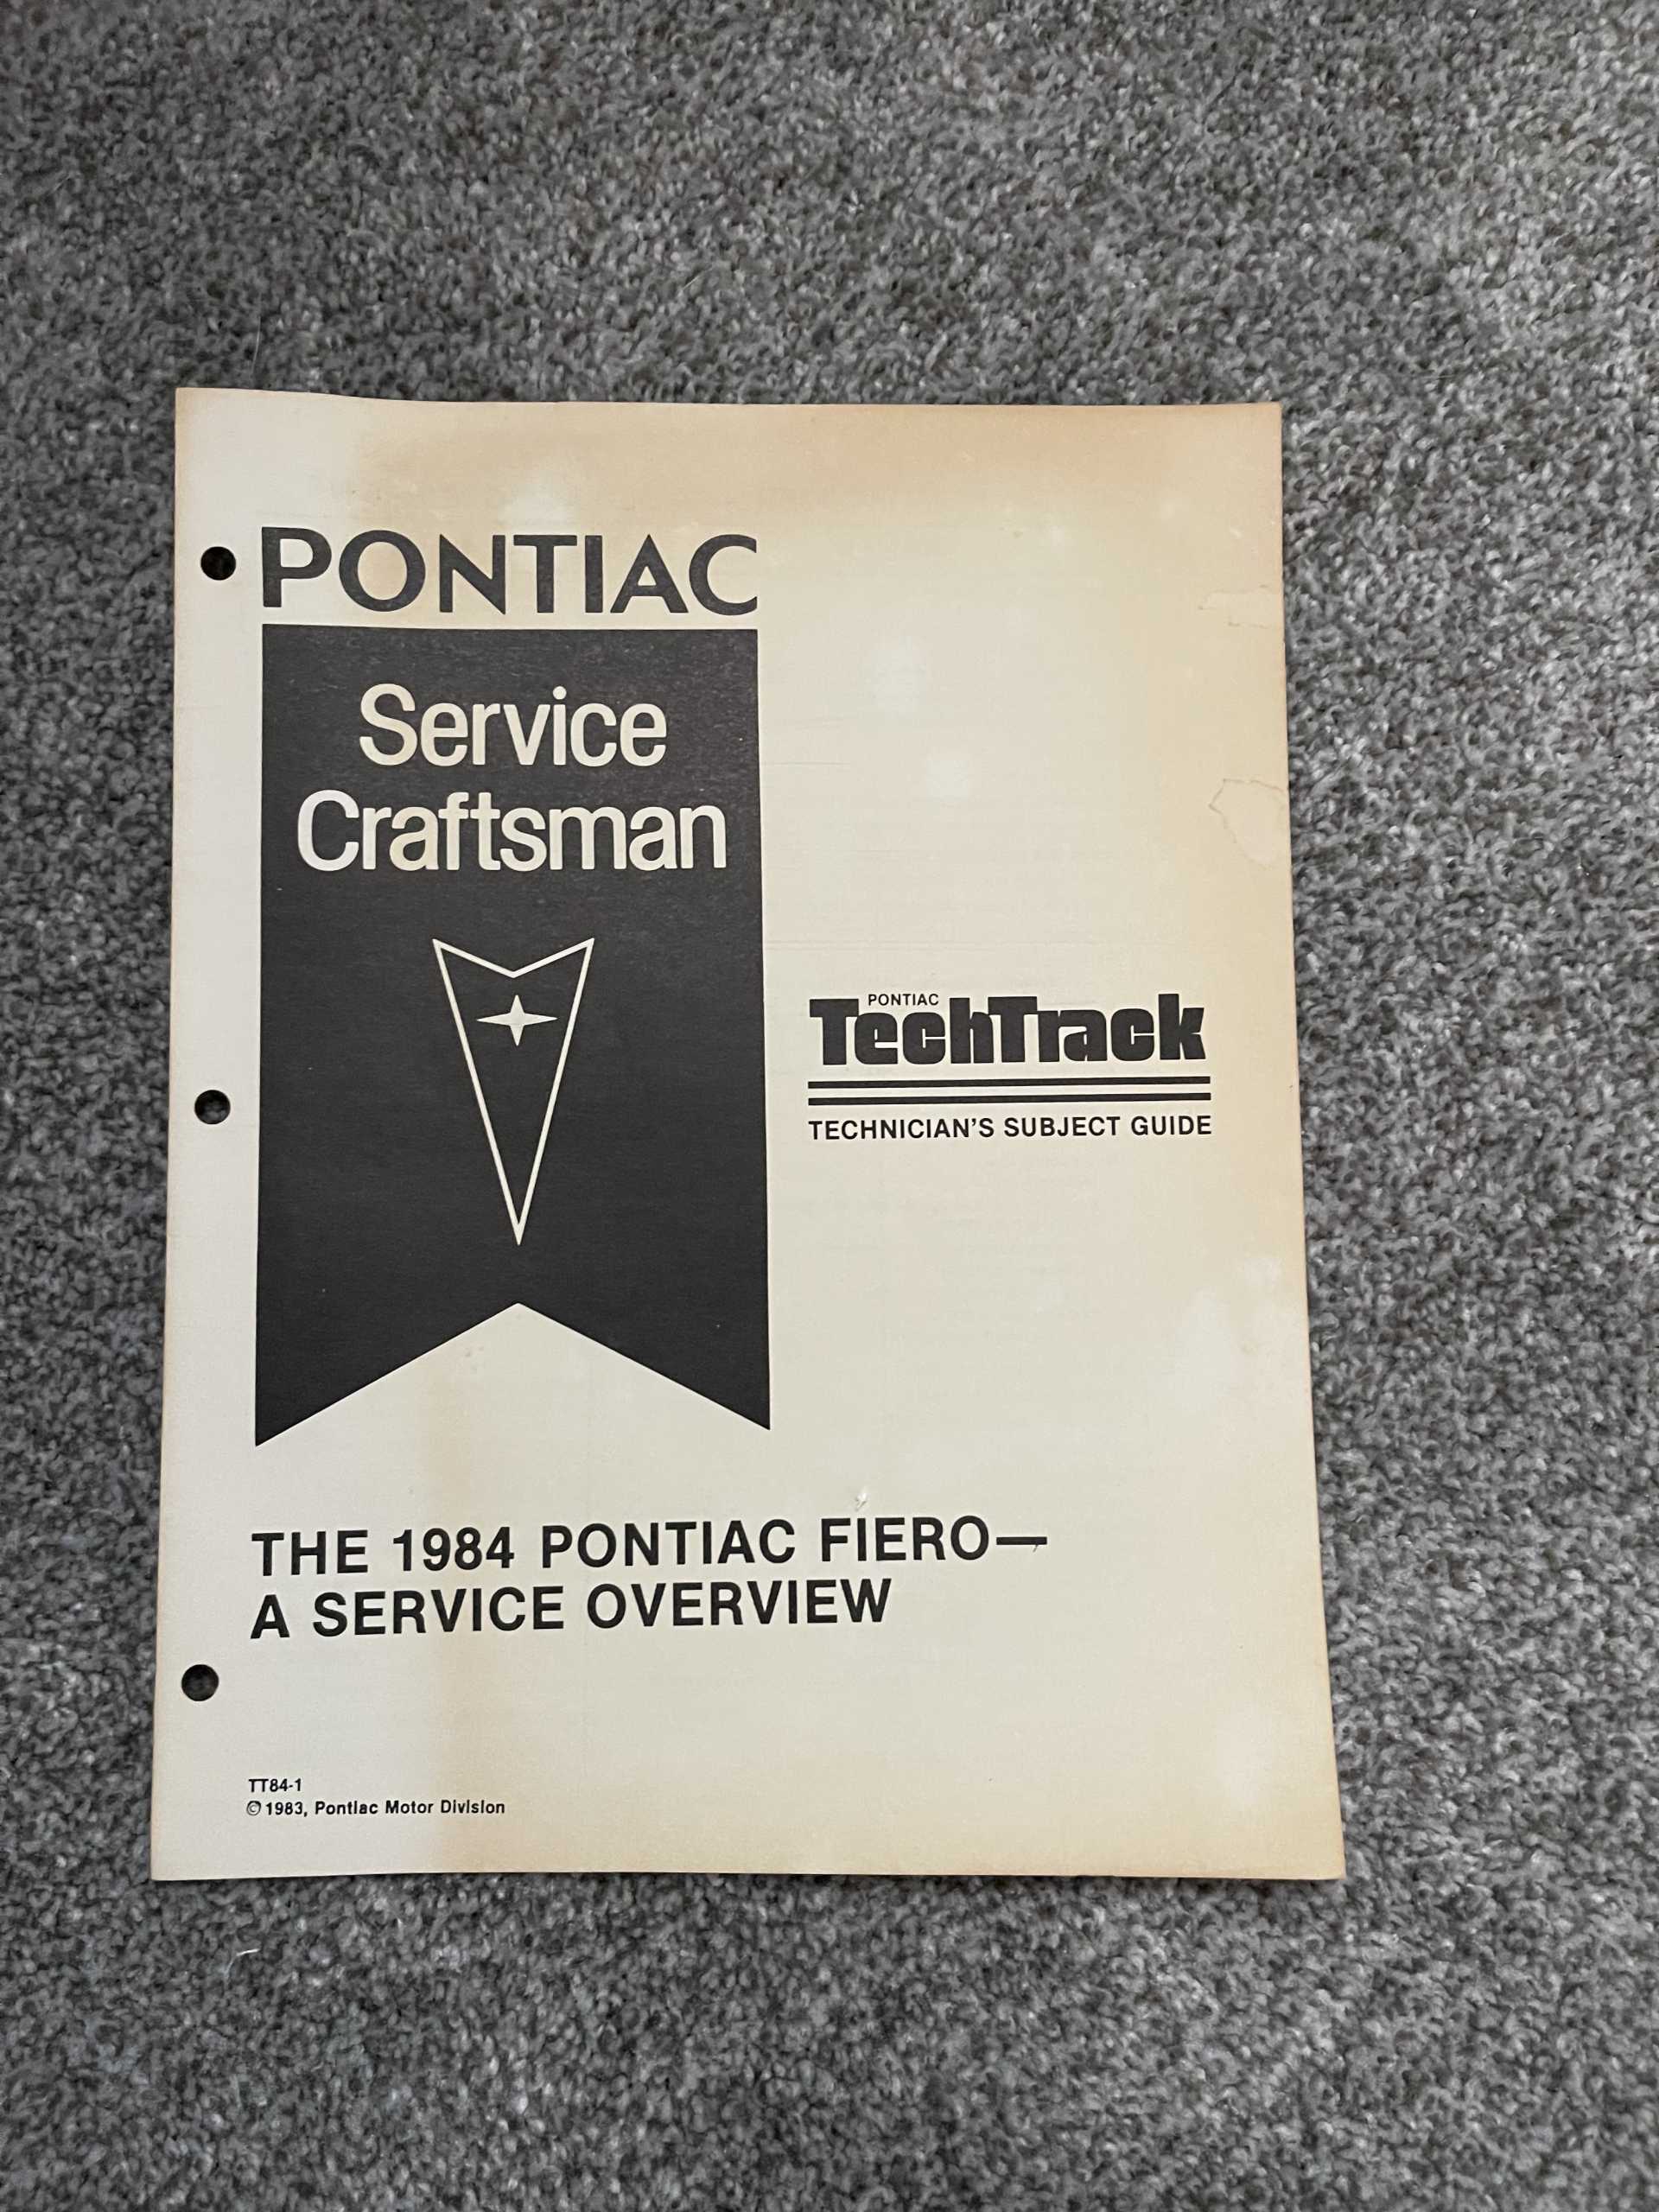 PONTIAC
Service
Craftsman
PONTIAC
TechTrack
TECHNICIAN'S SUBJECT GUIDE
THE 1984 PONTIAC FIERO—
A SERVICE OVERVIEW
TT84-1
© 1983, Pontiac Motor Division